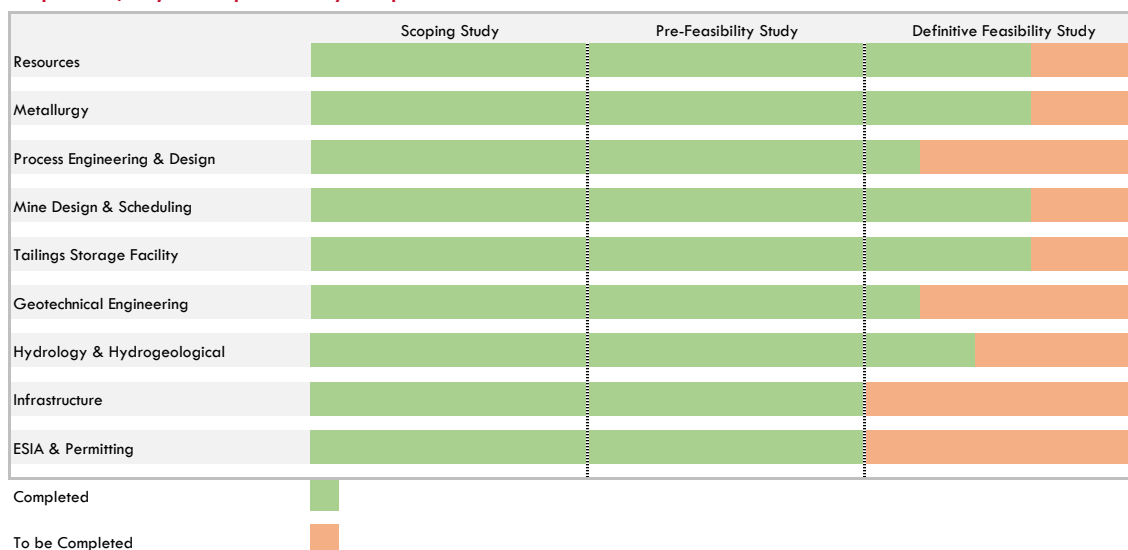 Scoping Study Pre-Feasibility Study Definitive Feasibility Study
Resources
Metallurgy
Process Engineering & Design
Mine Design & Scheduling
Tailings Storage Facility
Geotechnical Engineering
Hydrology & Hydrogeological
Infrastructure
ESIA & Permitting
Completed
To be Completed